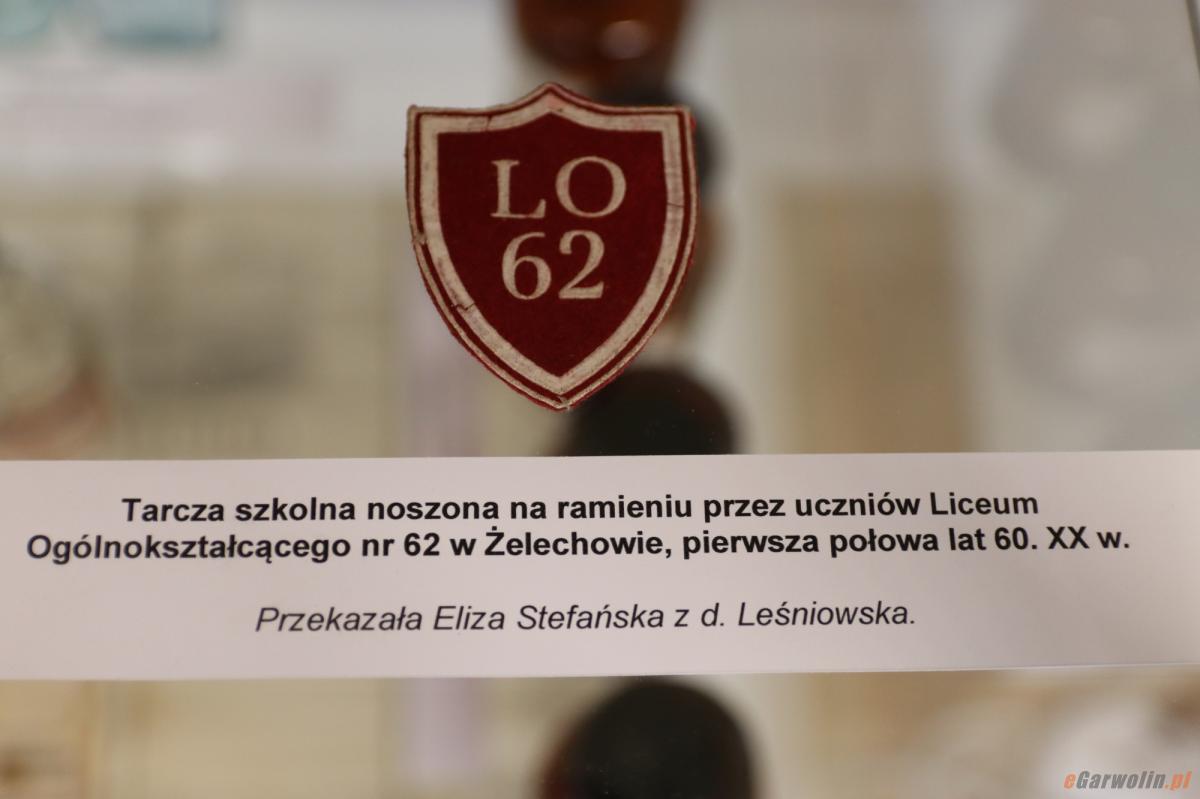 LO
62
Tarcza szkolna noszona na ramieniu przez uczniów Liceum
Ogólnokształcącego nr 62 w Żelechowie, pierwsza połowa lat 60. XX w.
Przekazała Eliza Stefańska z d. Leśniowska.
eGarwolin.pl